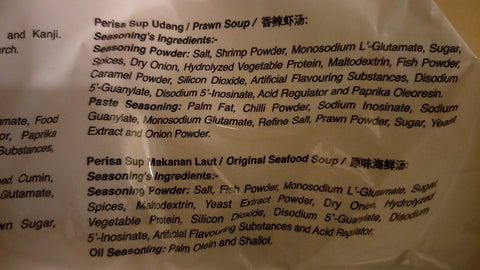 and Kanji.
rch.
amate, Food
or, Paprika
Substances,
ed, Cumin,
Glutamate,
wn Sugar,
Perisa Sup Udang / Prawn Soup / 香辣虾汤:
Seasoning's Ingredients:-
Seasoning Powder: Salt, Shrimp Powder, Monosodium L'-Glutamate, Sugar,
Spices, Dry Onion, Hydrolyzed Vegetable Protein, Maltodextrin, Fish Powder,
Caramel Powder, Silicon Dioxide, Artificial Flavouring Substances, Disodium
5'-Guanylate, Disodium 5'-Inosinate, Acid Regulator and Paprika Oleoresin.
Paste Seasoning: Palm Fat, Chilli Powder, Sodium Inosinate, Sodium
Guanylate, Monosodium Glutamate, Refine Salt, Prawn Powder, Sugar, Yeast
Extract and Onion Powder.
Perisa Sup Makanan Laut / Original Seafood Soup / 原味海鲜汤:
Seasoning's Ingredients:-
Seasoning Powder: Salt, Fish Powder, Monosodium L'-Glutamate, Sugar,
Spices, Maltodextrin, Yeast Extract Powder, Dry Onion, Hydrolyzed
Vegetable Protein, Silicon Dioxide, Disodium 5'-Guanylate, Disodium
5'-Inosinate, Artificial Flavouring Substances and Acid Regulator.
Oil Seasoning: Palm Olein and Shallot.